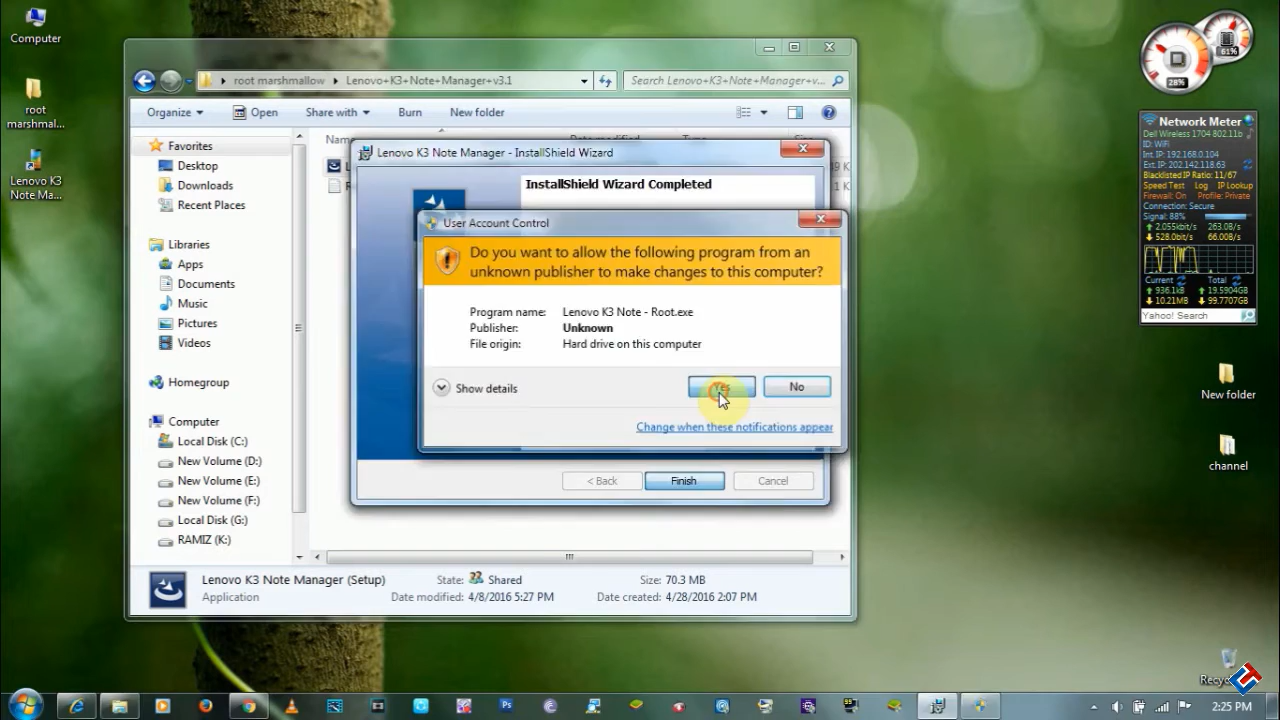 Computer
root
marshmal...
Lenovo K3
Note Ma...
root marshmallow
Lenovo+K3+Note+Manager+v3.1
Search Lenovo+K3+Note+Manager+v...
Organize
Open
Share with
Burn
New folder
Favorites
Desktop
Downloads
Recent Places
Libraries
Apps
Documents
Music
Pictures
Videos
Homegroup
Computer
Local Disk (C:)
New Volume (D:)
New Volume (E:)
New Volume (F:)
Local Disk (G:)
RAMIZ (K:)
Lenovo K3 Note Manager - InstallShield Wizard
InstallShield Wizard Completed
User Account Control
Do you want to allow the following program from an
unknown publisher to make changes to this computer?
Program name: Lenovo K3 Note - Root.exe
Publisher: Unknown
File origin: Hard drive on this computer
Show details
Yes
No
Change when these notifications appear
< Back
Finish
Cancel
Lenovo K3 Note Manager (Setup)
State: Shared
Size: 70.3 MB
Application
Date modified: 4/8/2016 5:27 PM
Date created: 4/28/2016 2:07 PM
28%
61%
Network Meter
Dell Wireless 1704 802.11b
ID: WiFi
Int. IP: 192.168.0.104
Ext. IP: 202.142.118.63
Blacklisted IP Ratio: 11/67
Speed Test Log IP Lookup
Firewall: On Profile: Private
Connection: Secure
Signal: 88%
2.055kbit/s 263.0B/s
528.0bit/s 66.00B/s
Current Total
936.1kB 19.5904GB
10.21MB 99.7707GB
Yahoo! Search
New folder
channel
2:25 PM